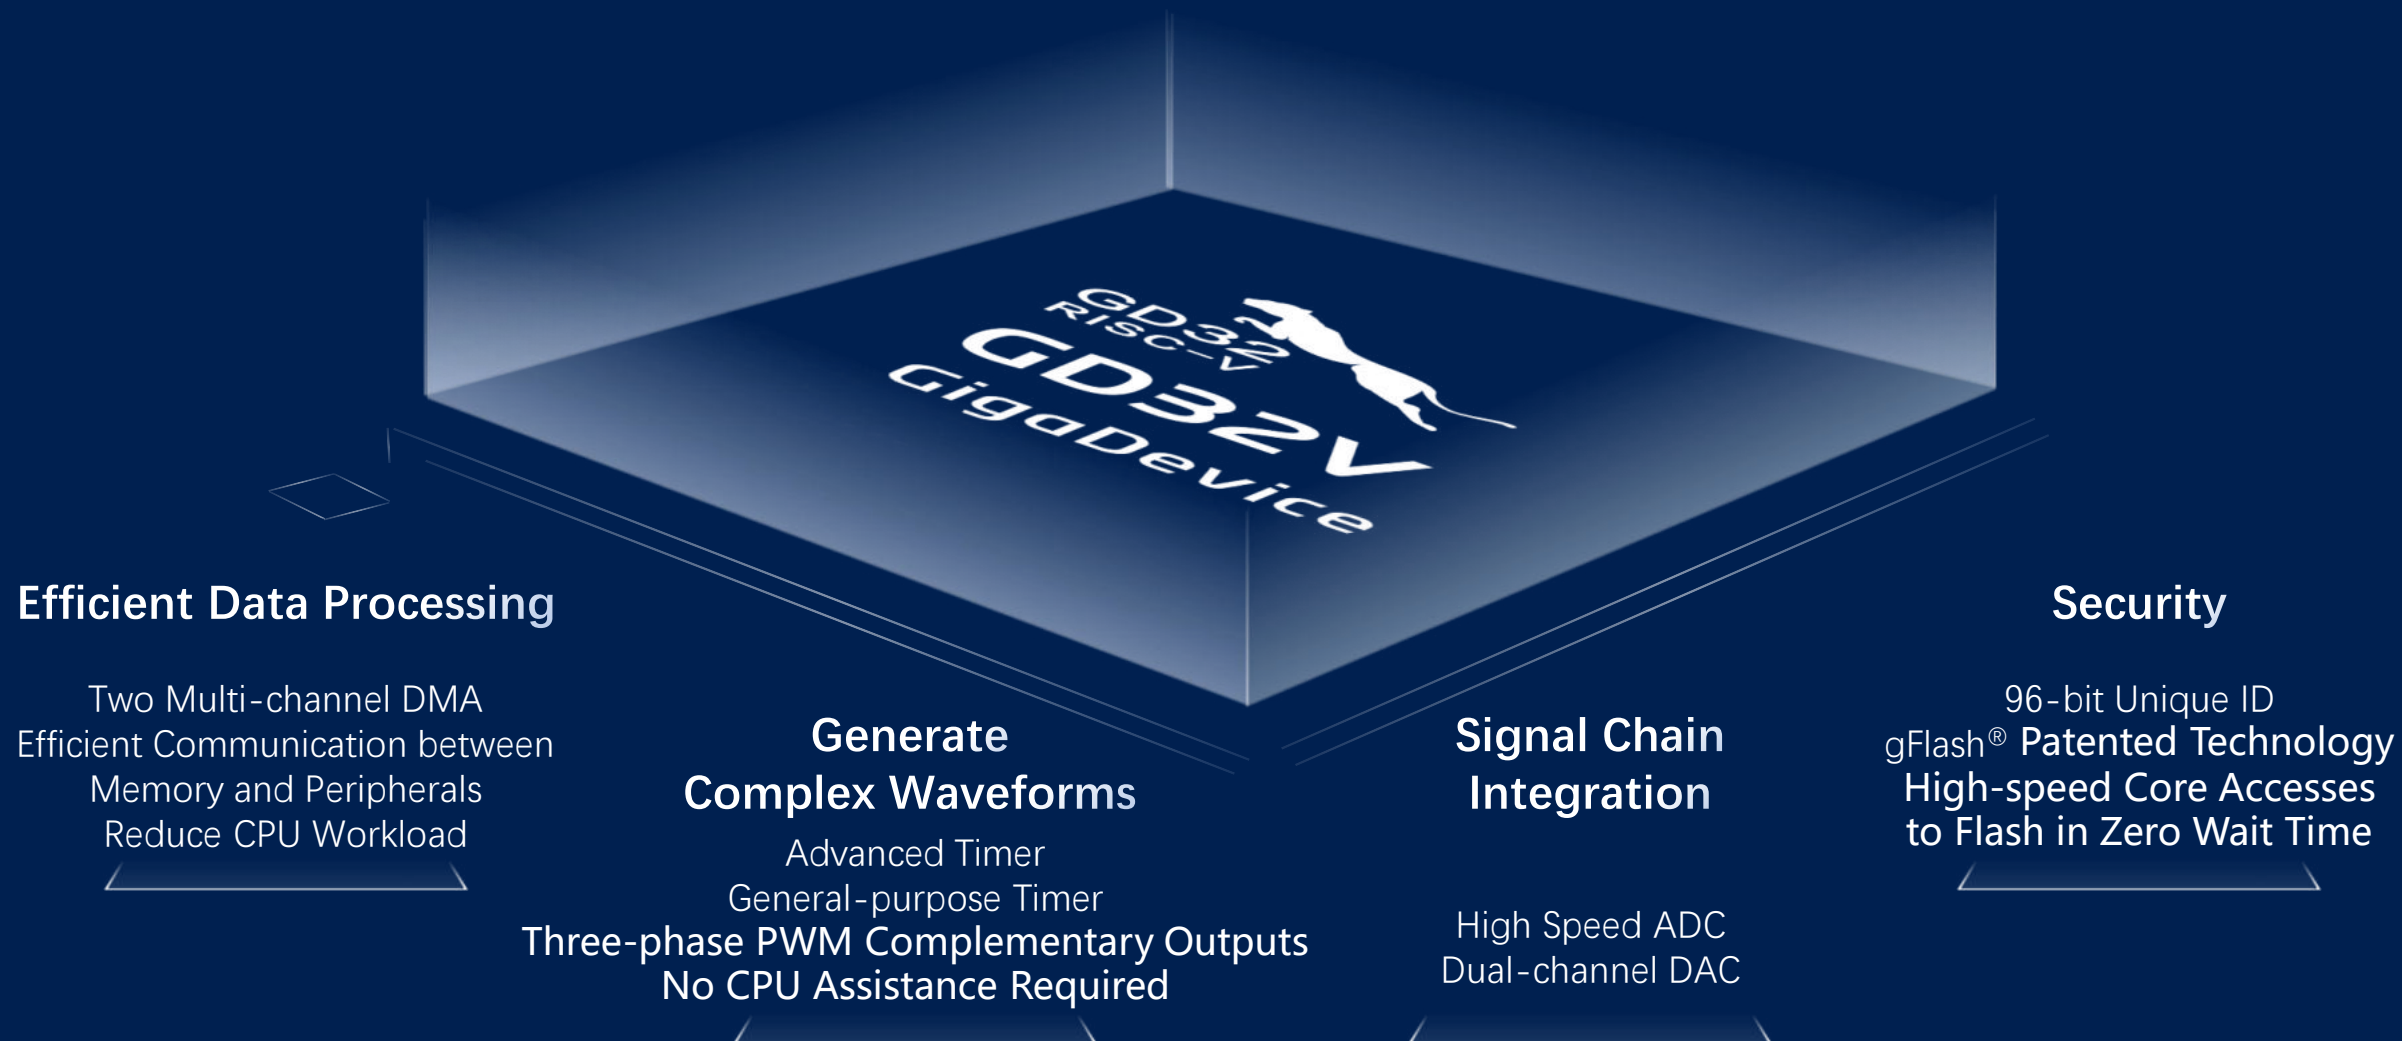 GD32
RISC-V
GD32V
GigaDevice
Efficient Data Processing
Two Multi-channel DMA
Efficient Communication between
Memory and Peripherals
Reduce CPU Workload
Generate
Complex Waveforms
Advanced Timer
General-purpose Timer
Three-phase PWM Complementary Outputs
No CPU Assistance Required
Signal Chain
Integration
High Speed ADC
Dual-channel DAC
Security
96-bit Unique ID
gFlash® Patented Technology
High-speed Core Accesses
to Flash in Zero Wait Time